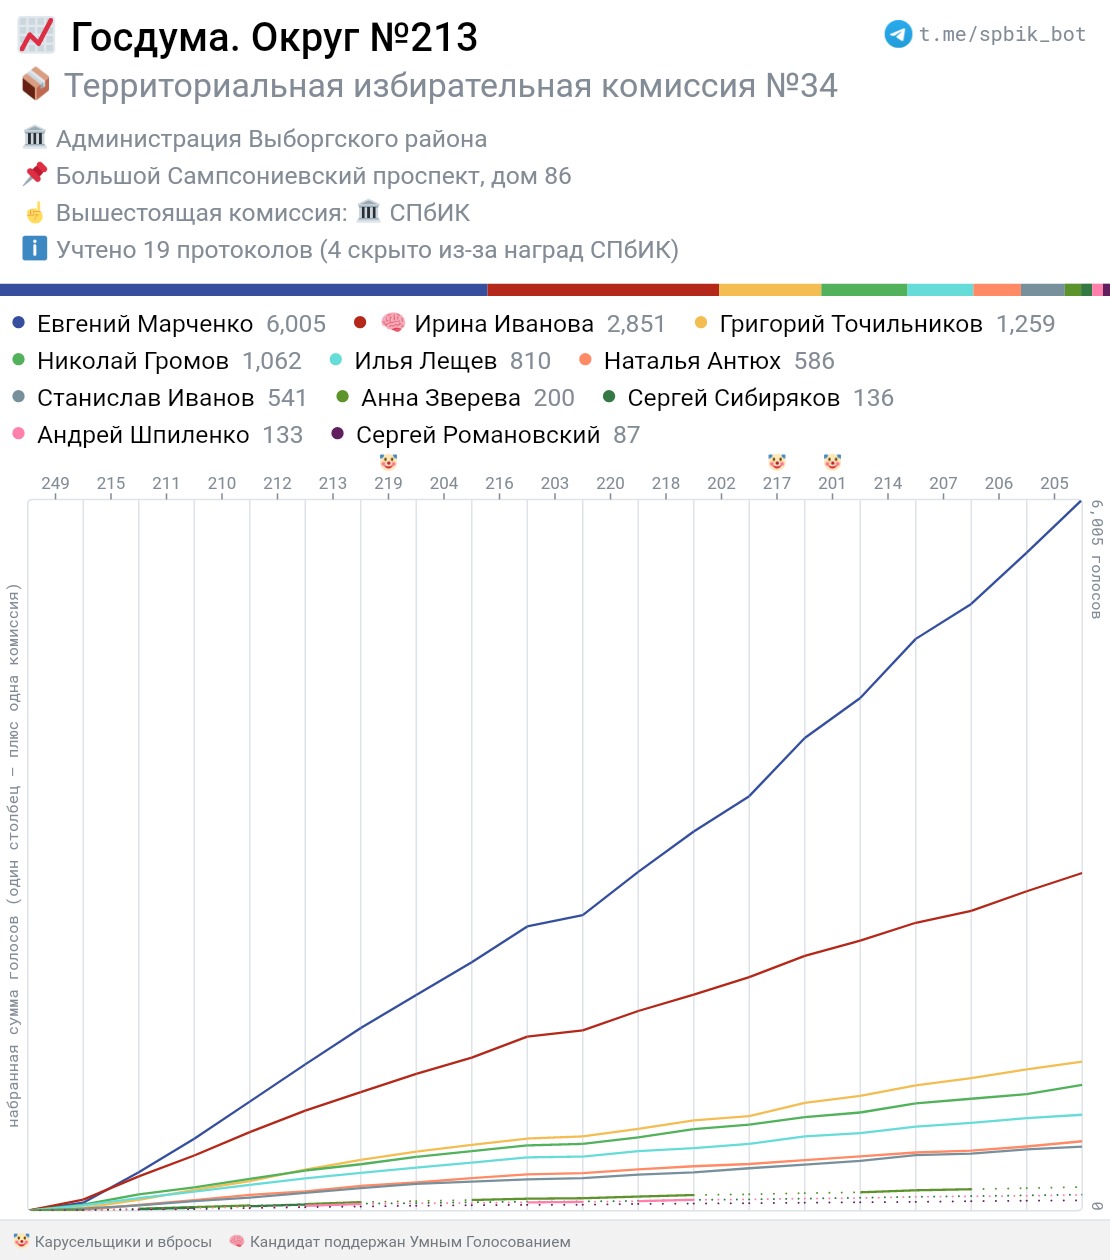 Госдума. Округ №213
t.me/spbik_bot
Территориальная избирательная комиссия №34
Администрация Выборгского района
Большой Сампсониевский проспект, дом 86
Вышестоящая комиссия: СПбИК
Учтено 19 протоколов (4 скрыто из-за наград СПбИК)
Евгений Марченко 6,005 Ирина Иванова 2,851 Григорий Точильников 1,259
Николай Громов 1,062 Илья Лещев 810 Наталья Антюх 586
Станислав Иванов 541 Анна Зверева 200 Сергей Сибиряков 136
Андрей Шпиленко 133 Сергей Романовский 87
249 215 211 210 212 213 219 204 216 203 220 218 202 217 201 214 207 206 205
6,005 голосов
набранная сумма голосов (один столбец — плюс одна комиссия)
0
Карусельщики и вбросы Кандидат поддержан Умным Голосованием